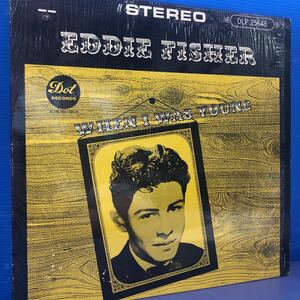 STEREO
DLP 25648
EDDIE FISHER
Dot
RECORDS
WHEN I WAS YOUNG